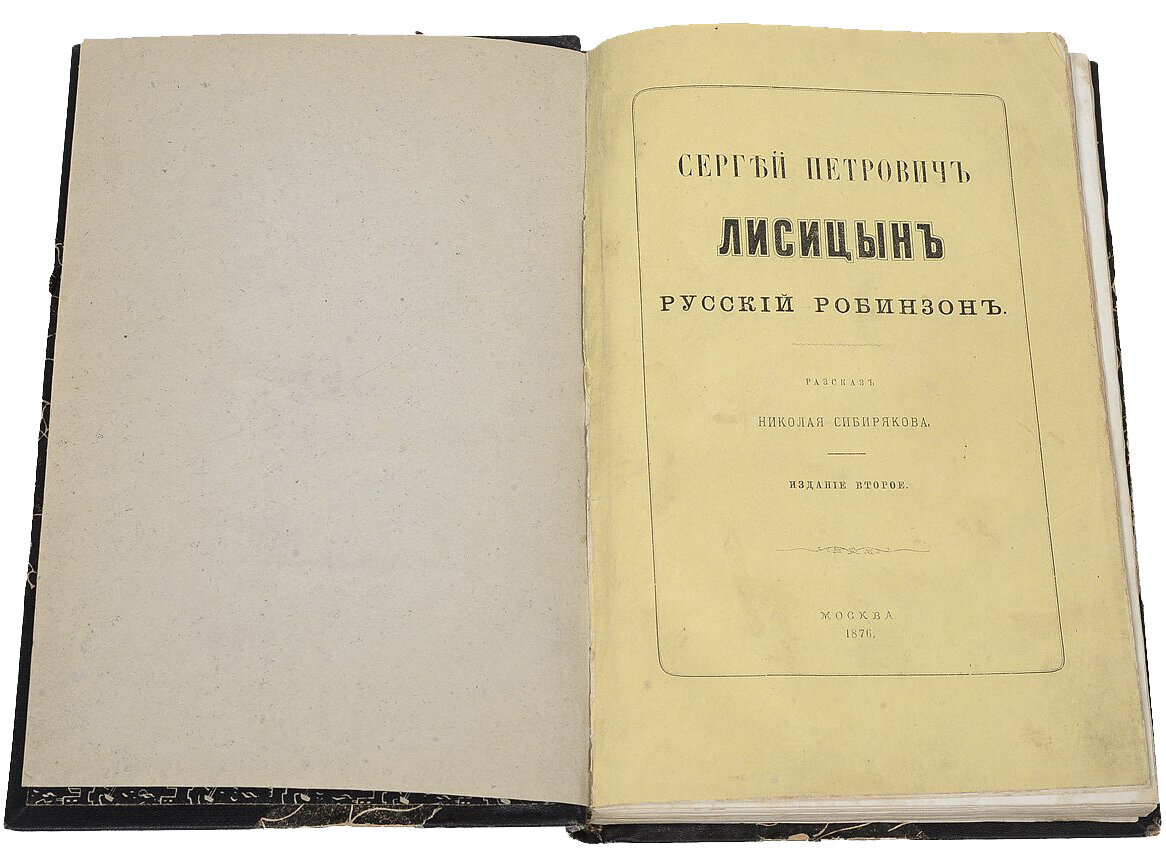 СЕРГѢЙ ПЕТРОВИЧЪ
ЛИСИЦЫНЪ
РУССКІЙ РОБИНЗОНЪ.
РАЗСКАЗЪ
НИКОЛАЯ СИБИРЯКОВА.
ИЗДАНІЕ ВТОРОЕ.
МОСКВА
1876.